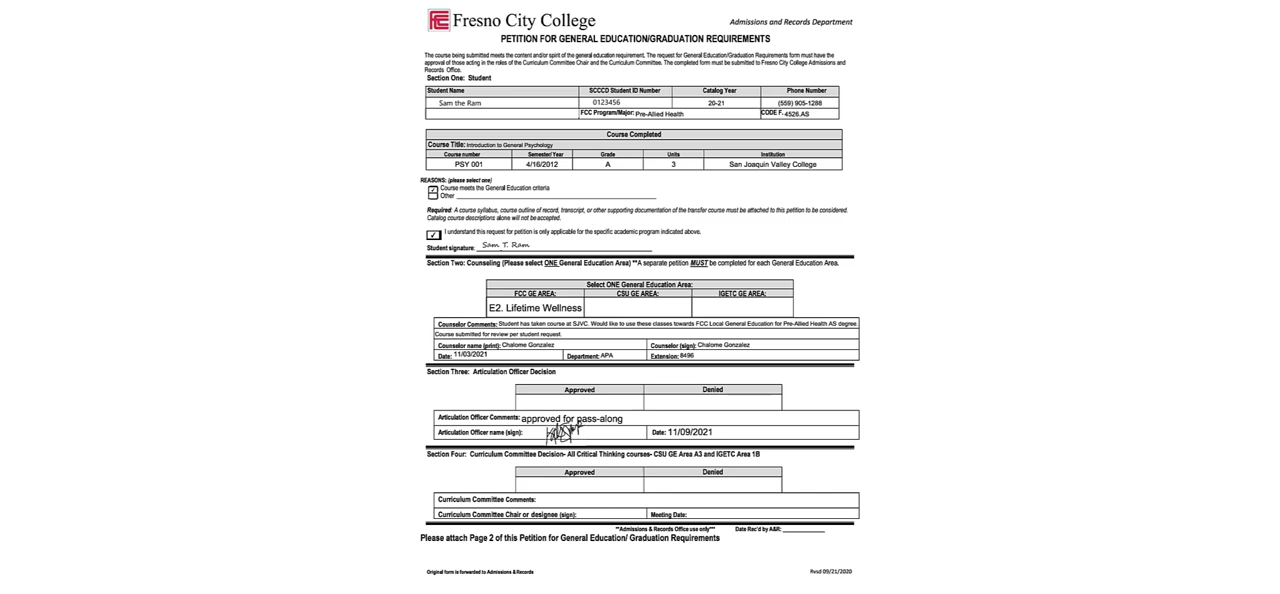 FCC Fresno City College
Admissions and Records Department
PETITION FOR GENERAL EDUCATION/GRADUATION REQUIREMENTS
The course being submitted meets the content and/or spirit of the general education requirement. The request for General Education/Graduation Requirements form must have the
approval of those acting in the roles of the Curriculum Committee Chair and the Curriculum Committee. The completed form must be submitted to Fresno City College Admissions and
Records Office.
Section One: Student
Student Name SCCCD Student ID Number Catalog Year Phone Number
Sam the Ram 0123456 20-21 (559) 905-1288
FCC Program/Major: Pre-Allied Health CODE F. 4526.AS
Course Completed
Course Title: Introduction to General Psychology
Course number Semester/Year Grade Units Institution
PSY 001 4/16/2012 A 3 San Joaquin Valley College
REASONS: (please select one)
✓ Course meets the General Education criteria
Other
Required: A course syllabus, course outline of record, transcript, or other supporting documentation of the transfer course must be attached to this petition to be considered.
Catalog course descriptions alone will not be accepted.
✓ I understand this request for petition is only applicable for the specific academic program indicated above.
Student signature: Sam T. Ram
Section Two: Counseling (Please select ONE General Education Area) **A separate petition MUST be completed for each General Education Area.
Select ONE General Education Area:
FCC GE AREA: CSU GE AREA: IGETC GE AREA:
E2. Lifetime Wellness
Counselor Comments: Student has taken course at SJVC. Would like to use these classes towards FCC Local General Education for Pre-Allied Health AS degree.
Course submitted for review per student request.
Counselor name (print): Chalome Gonzalez Counselor (sign): Chalome Gonzalez
Date: 11/03/2021 Department: APA Extension: 8496
Section Three: Articulation Officer Decision
Approved Denied
Articulation Officer Comments: approved for pass-along
Articulation Officer name (sign): Date: 11/09/2021
Section Four: Curriculum Committee Decision- All Critical Thinking courses- CSU GE Area A3 and IGETC Area 1B
Approved Denied
Curriculum Committee Comments:
Curriculum Committee Chair or designee (sign): Meeting Date:
**Admissions & Records Office use only*** Date Rec'd by A&R:
Please attach Page 2 of this Petition for General Education/ Graduation Requirements
Original form is forwarded to Admissions & Records Rvsd 09/21/2020